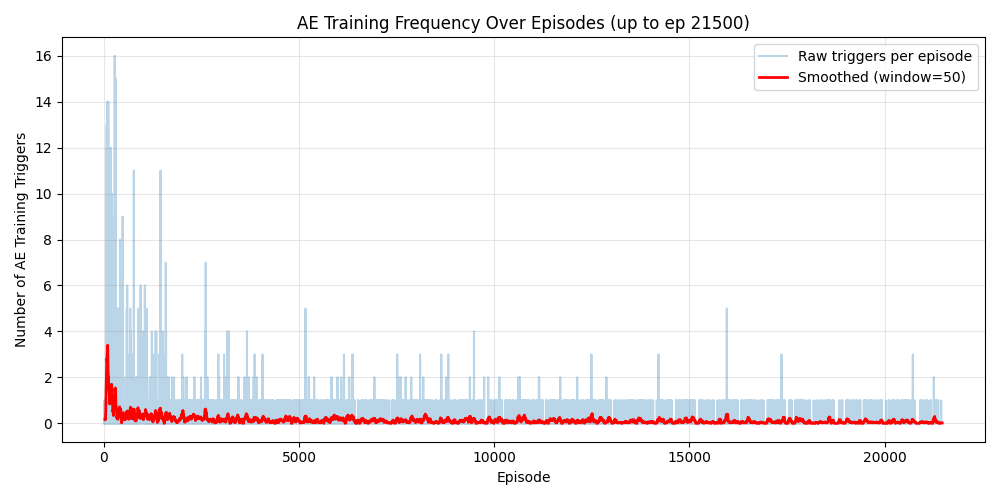 AE Training Frequency Over Episodes (up to ep 21500)
Raw triggers per episode
Smoothed (window=50)
Number of AE Training Triggers
16
14
12
10
8
6
4
2
0
0 5000 10000 15000 20000
Episode